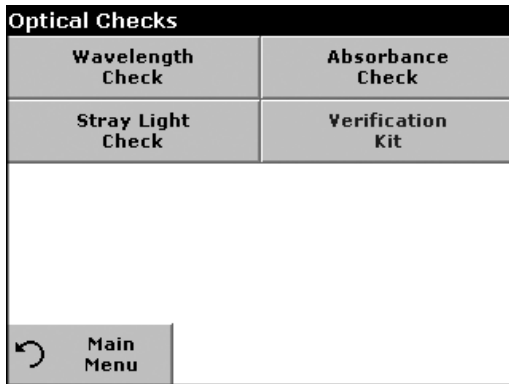 Optical Checks
Wavelength
Check
Absorbance
Check
Stray Light
Check
Verification
Kit
Main
Menu